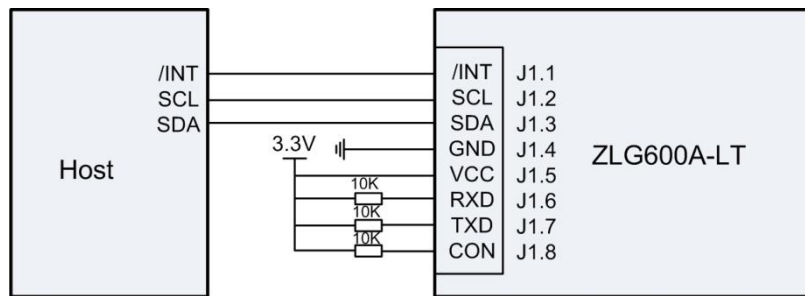 /INT /INT J1.1
SCL SCL J1.2
SDA SDA J1.3
3.3V GND J1.4
Host ZLG600A-LT
VCC J1.5
10K RXD J1.6
10K TXD J1.7
10K CON J1.8